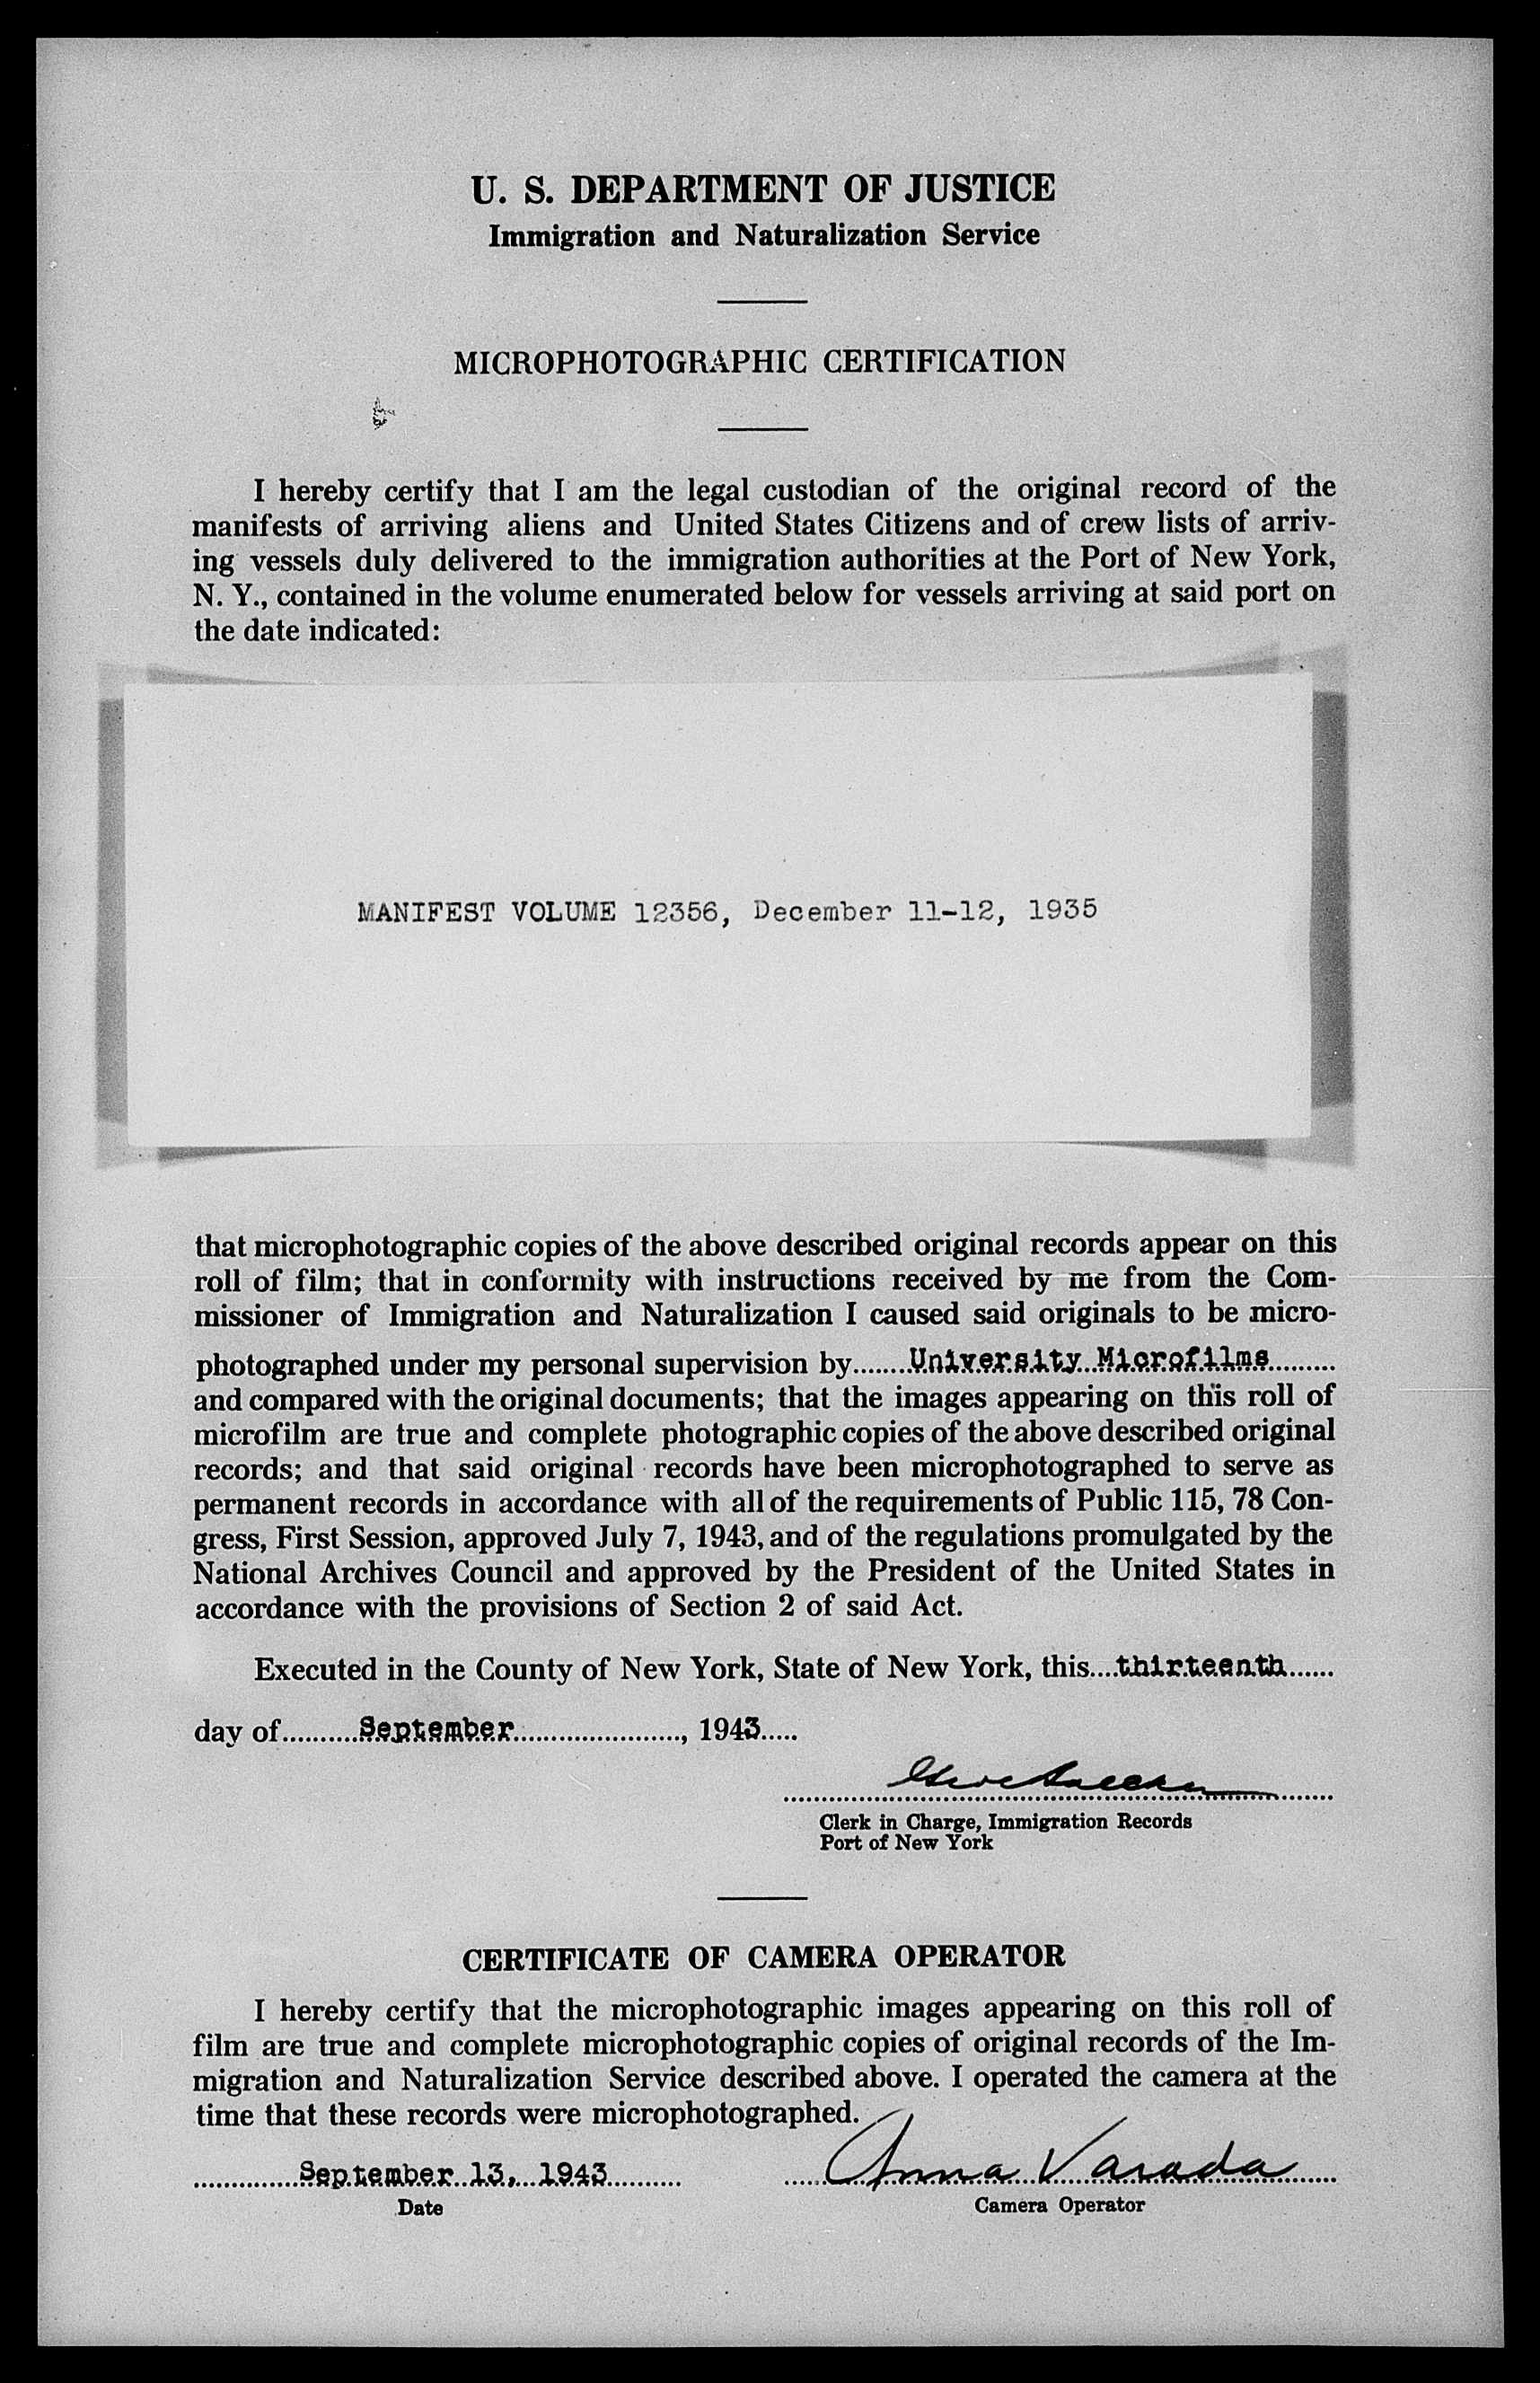 U. S. DEPARTMENT OF JUSTICE
Immigration and Naturalization Service
MICROPHOTOGRAPHIC CERTIFICATION
I hereby certify that I am the legal custodian of the original record of the
manifests of arriving aliens and United States Citizens and of crew lists of arriv-
ing vessels duly delivered to the immigration authorities at the Port of New York,
N. Y., contained in the volume enumerated below for vessels arriving at said port on
the date indicated:
MANIFEST VOLUME 12356, December 11-12, 1935
that microphotographic copies of the above described original records appear on this
roll of film; that in conformity with instructions received by me from the Com-
missioner of Immigration and Naturalization I caused said originals to be micro-
photographed under my personal supervision by.......University Microfilms.........
and compared with the original documents; that the images appearing on this roll of
microfilm are true and complete photographic copies of the above described original
records; and that said original records have been microphotographed to serve as
permanent records in accordance with all of the requirements of Public 115, 78 Con-
gress, First Session, approved July 7, 1943, and of the regulations promulgated by the
National Archives Council and approved by the President of the United States in
accordance with the provisions of Section 2 of said Act.
Executed in the County of New York, State of New York, this....thirteenth......
day of..........September......................, 1943.....
Clerk in Charge, Immigration Records
Port of New York
CERTIFICATE OF CAMERA OPERATOR
I hereby certify that the microphotographic images appearing on this roll of
film are true and complete microphotographic copies of original records of the Im-
migration and Naturalization Service described above. I operated the camera at the
time that these records were microphotographed.
September 13, 1943 Anna Varada
Date Camera Operator